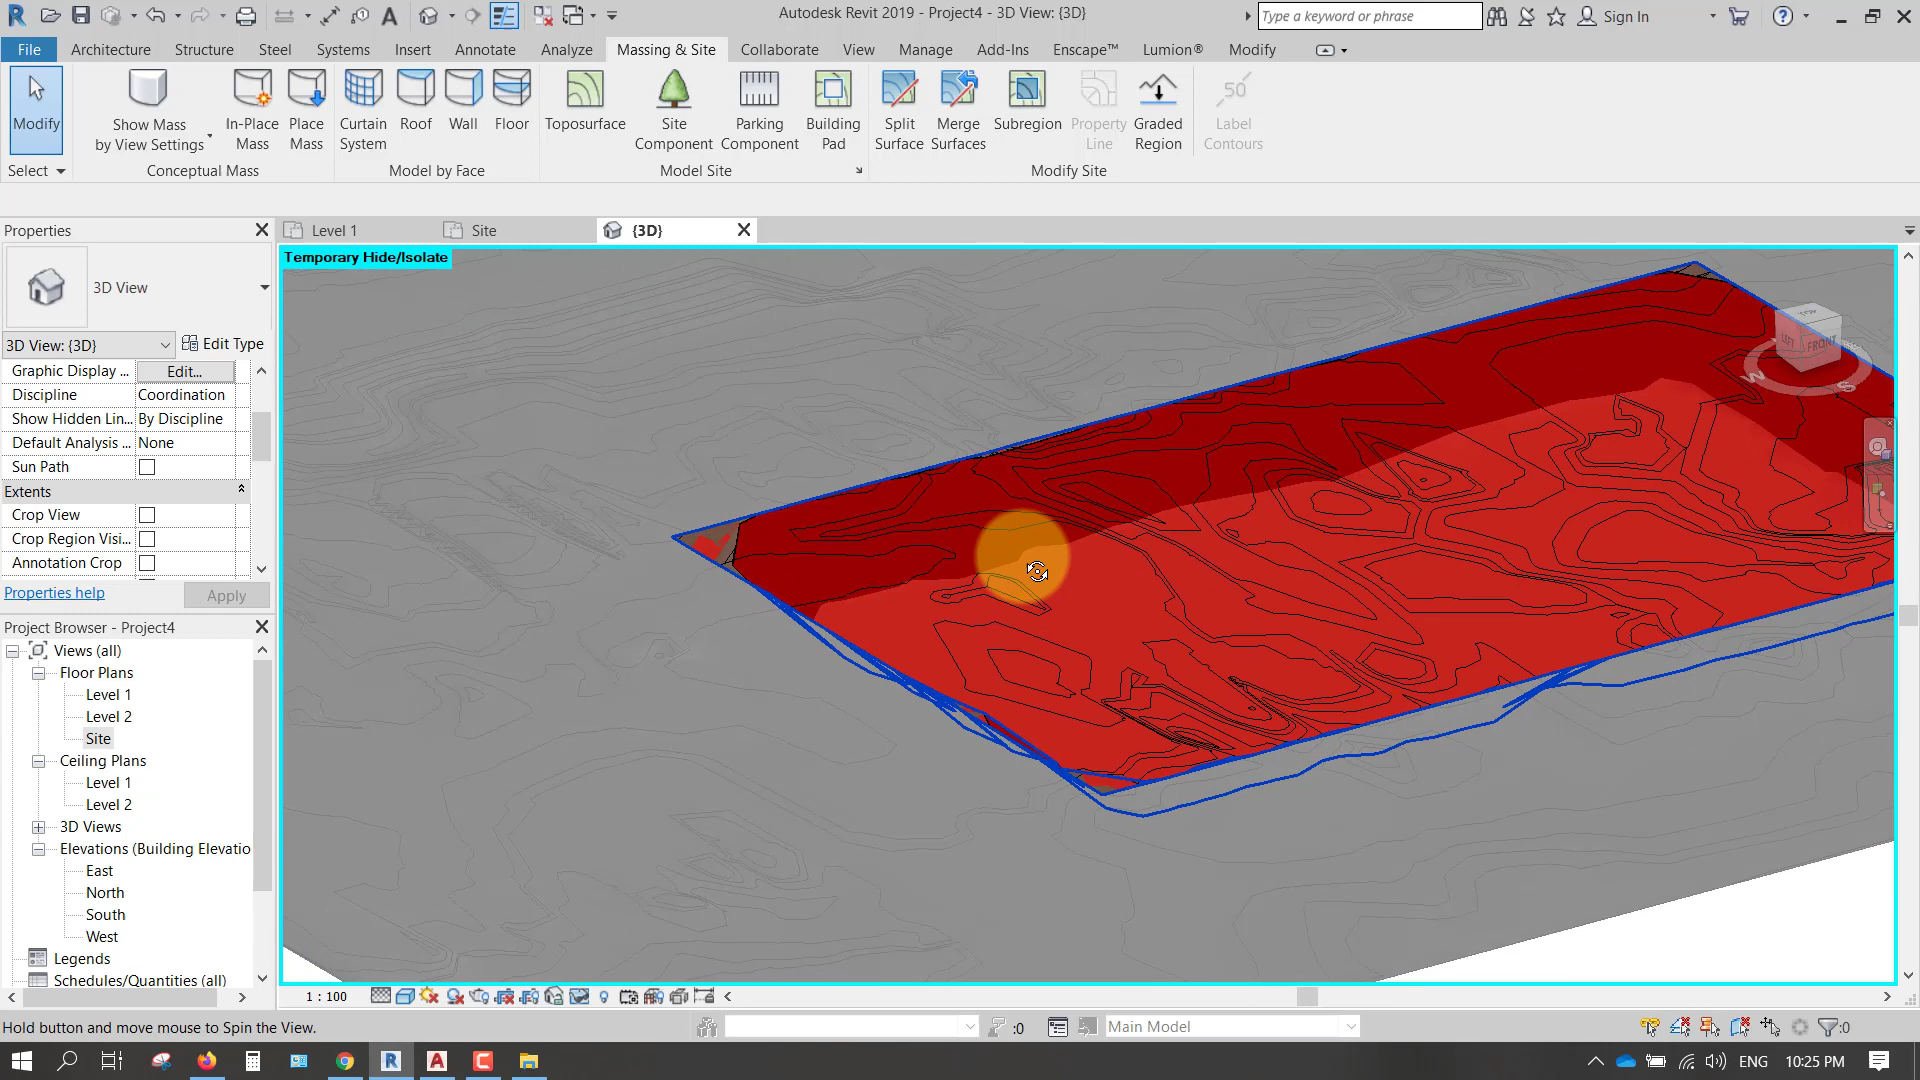 Autodesk Revit 2019 - Project4 - 3D View: {3D}
Type a keyword or phrase
Sign In
File
Architecture
Structure
Steel
Systems
Insert
Annotate
Analyze
Massing & Site
Collaborate
View
Manage
Add-Ins
Enscape™
Lumion®
Modify
Modify
Show Mass
by View Settings
In-Place
Mass
Place
Mass
Curtain
System
Roof
Wall
Floor
Toposurface
Site
Component
Parking
Component
Building
Pad
Split
Surface
Merge
Surfaces
Subregion
Property
Line
Graded
Region
50
Label
Contours
Select
Conceptual Mass
Model by Face
Model Site
Modify Site
Properties
Level 1
Site
{3D}
Temporary Hide/Isolate
3D View
3D View: {3D}
Edit Type
Graphic Display ...
Edit...
Discipline
Coordination
Show Hidden Lin...
By Discipline
Default Analysis ...
None
Sun Path
Extents
Crop View
Crop Region Visi...
Annotation Crop
Properties help
Apply
FRONT
W
S
Project Browser - Project4
Views (all)
Floor Plans
Level 1
Level 2
Site
Ceiling Plans
Level 1
Level 2
3D Views
Elevations (Building Elevatio
East
North
South
West
Legends
Schedules/Quantities (all)
1 : 100
Hold button and move mouse to Spin the View.
:0
Main Model
:0
ENG
10:25 PM